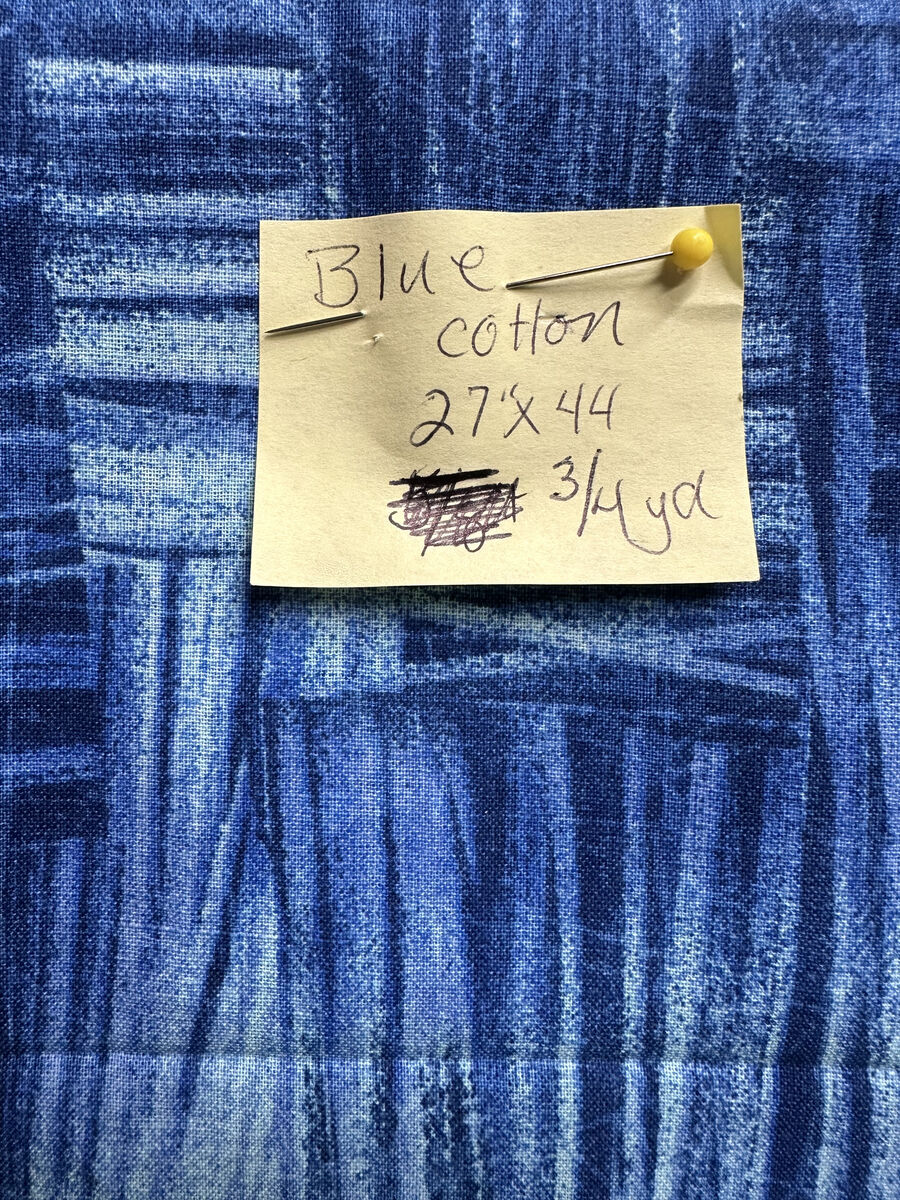 Blue
cotton
27"x 44
3/4 yd